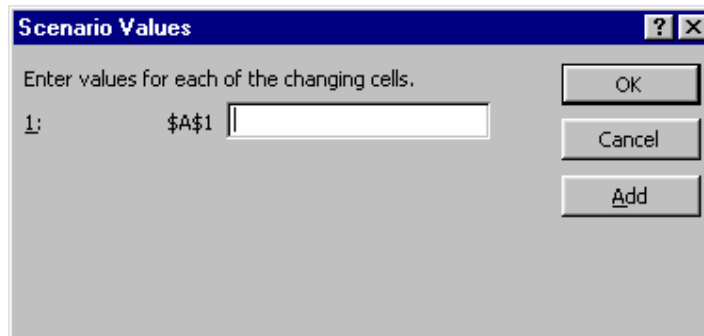 Scenario Values
Enter values for each of the changing cells.
1: $A$1
OK
Cancel
Add